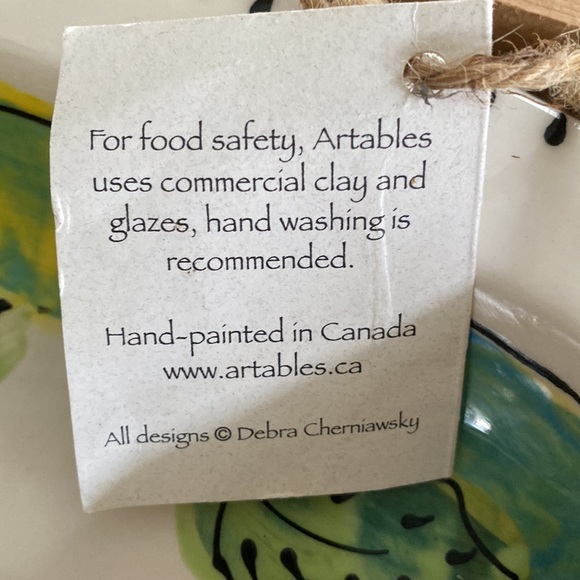 For food safety, Artables
uses commercial clay and
glazes, hand washing is
recommended.
Hand-painted in Canada
www.artables.ca
All designs © Debra Cherniawsky